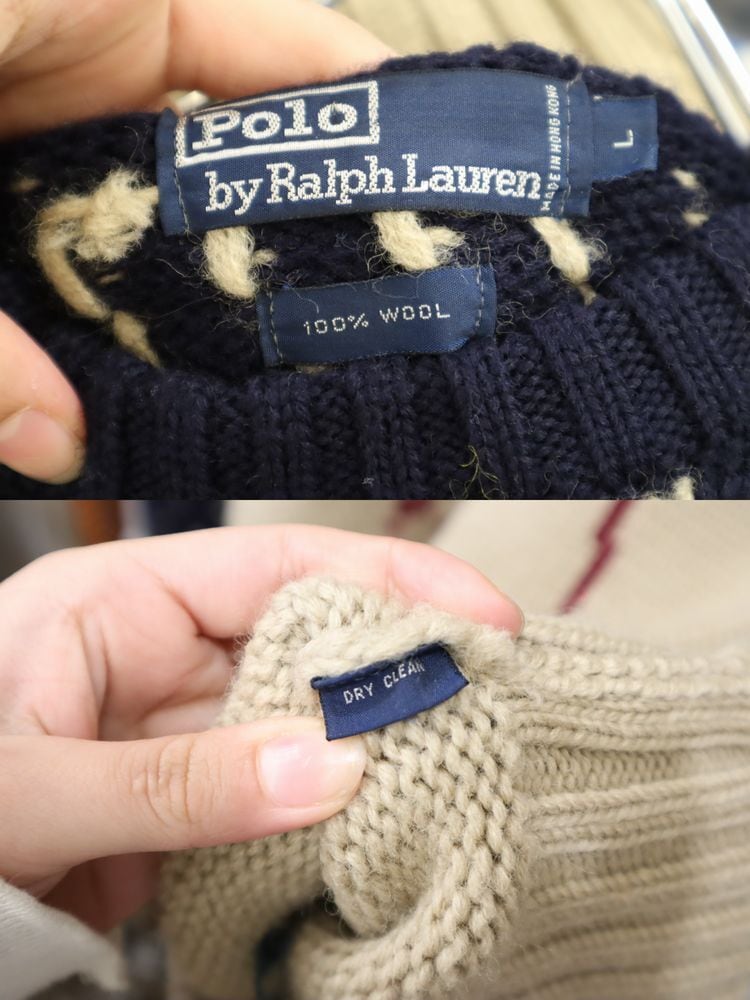 Polo
by Ralph Lauren
MADE IN HONG KONG
L
100% WOOL
DRY CLEAN